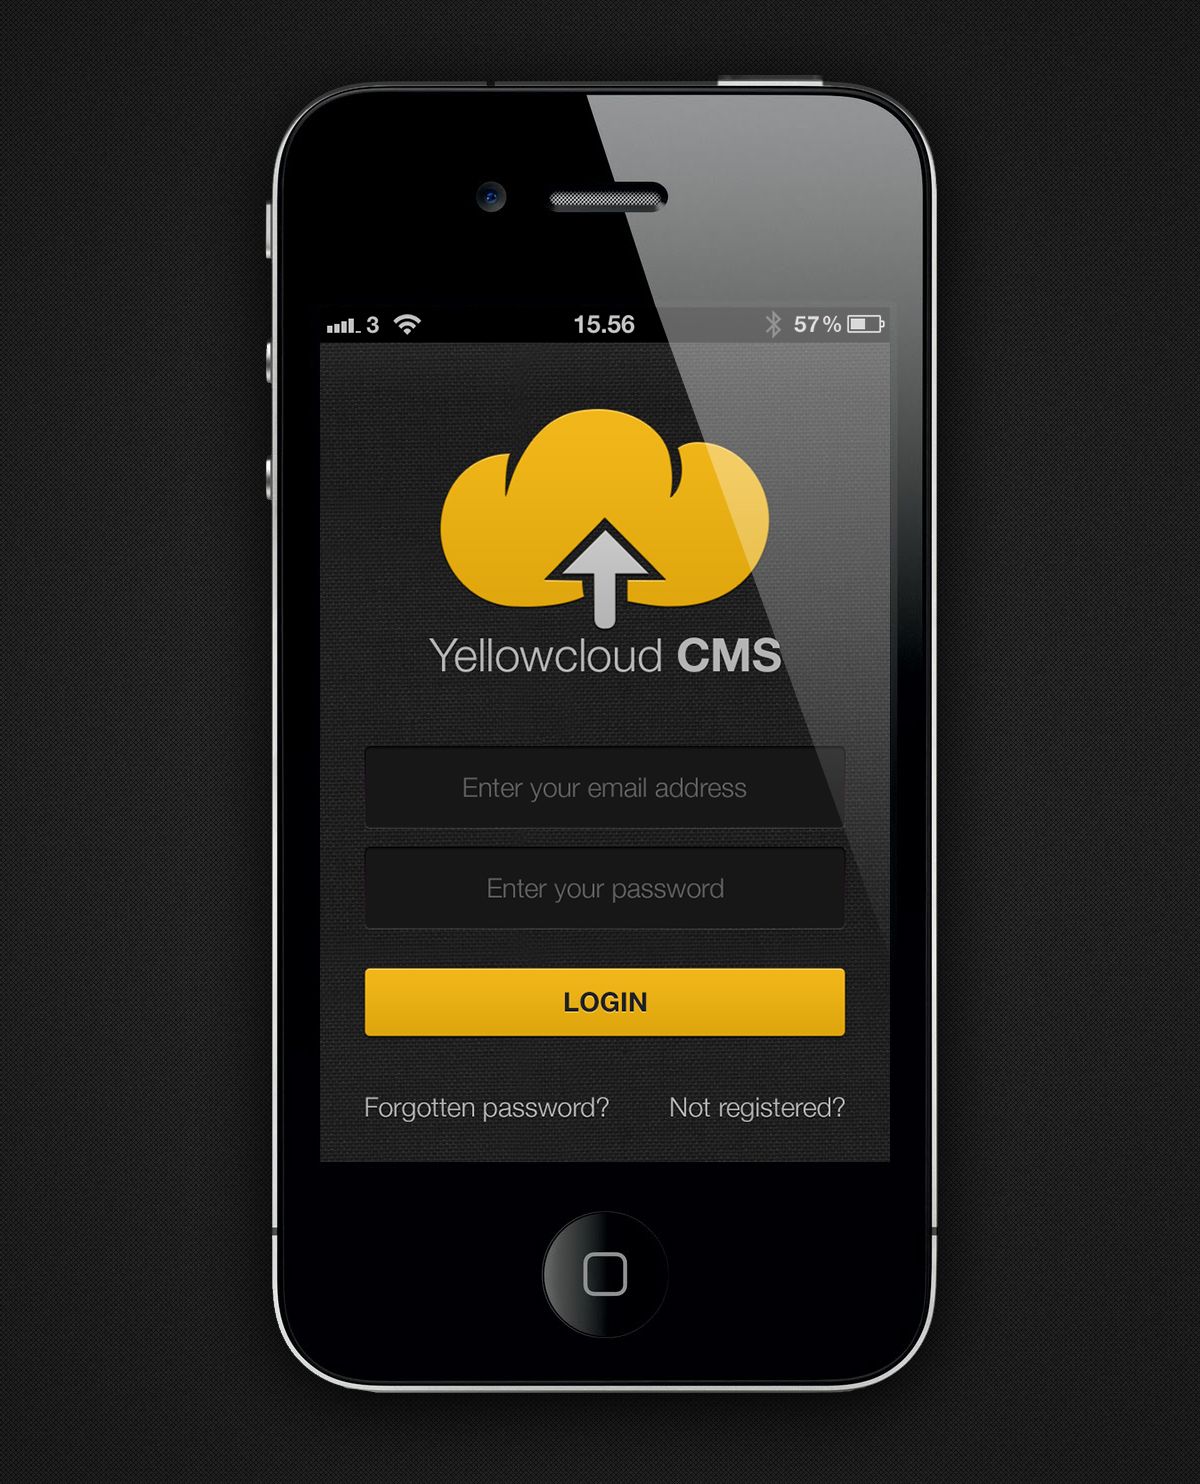 3 15.56 57%
Yellowcloud CMS
Enter your email address
Enter your password
LOGIN
Forgotten password? Not registered?